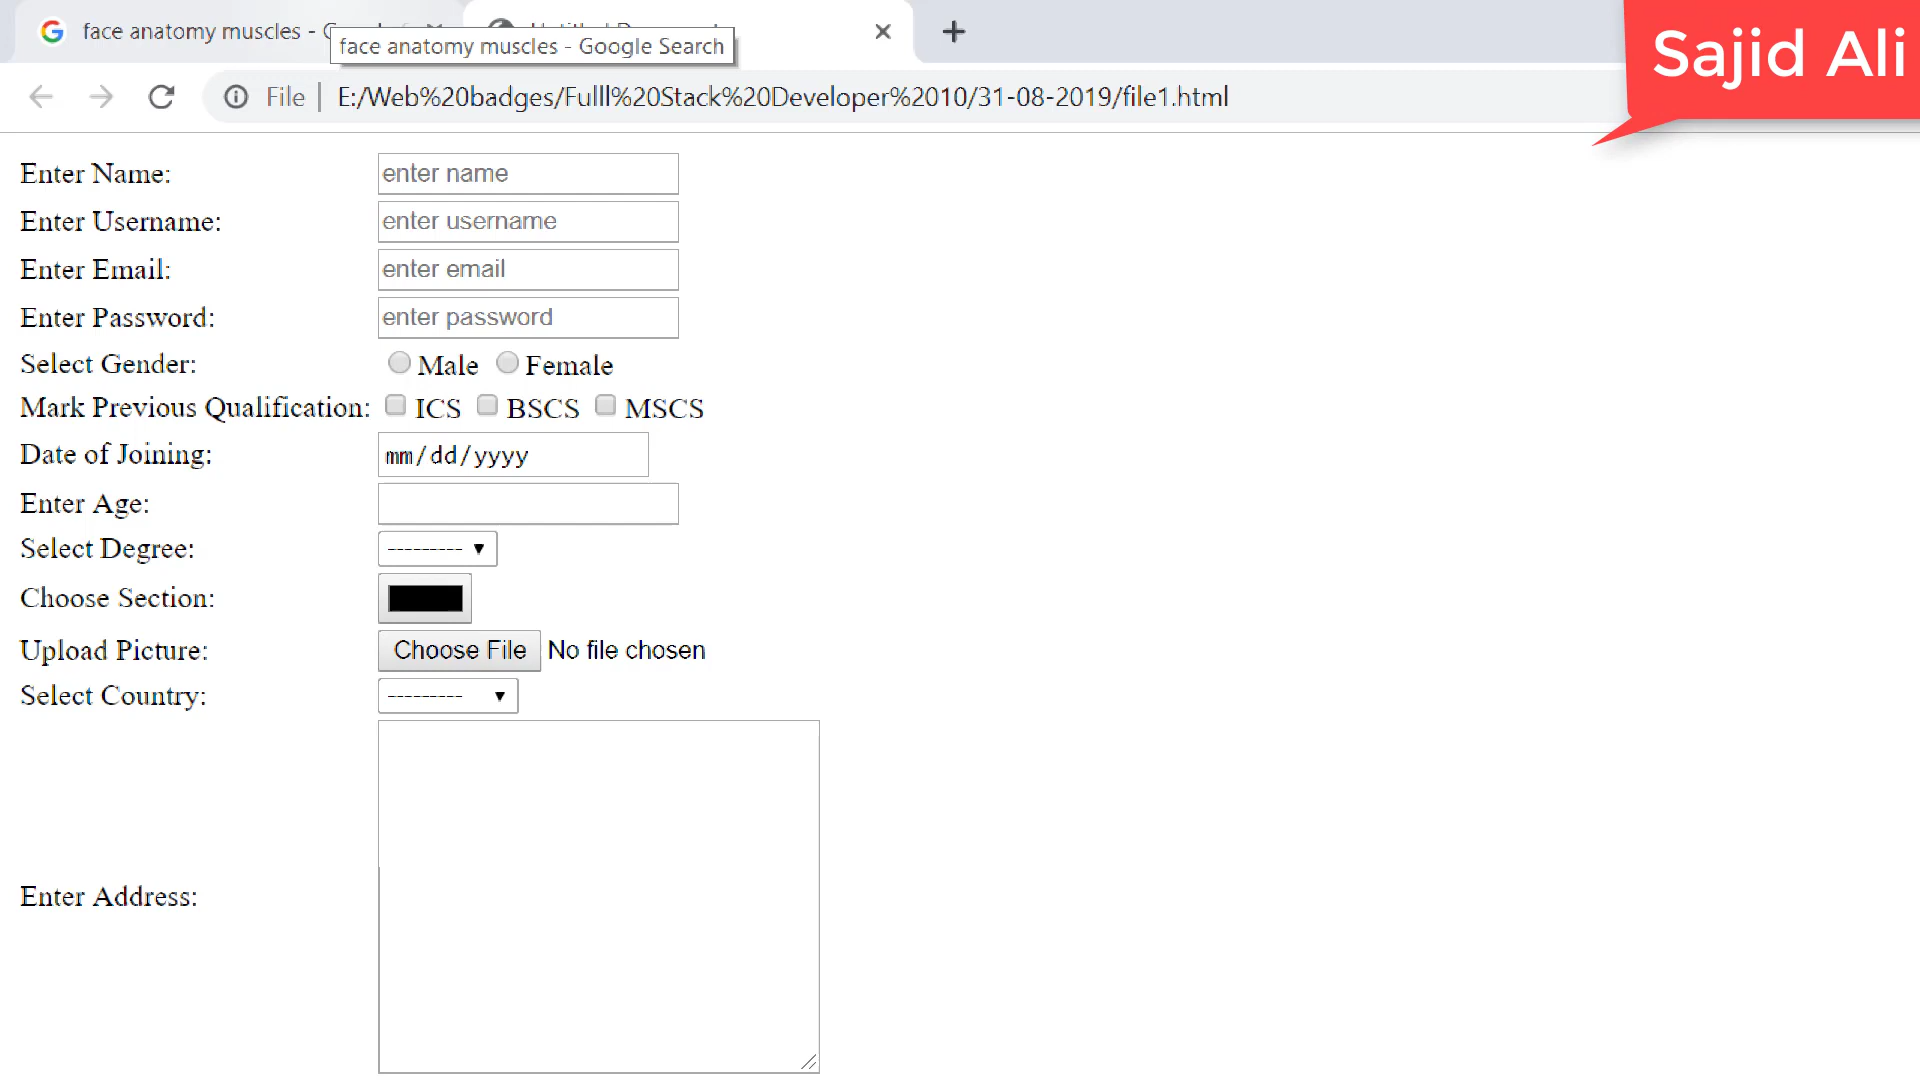 face anatomy muscles - G
face anatomy muscles - Google Search
Sajid Ali
File | E:/Web%20badges/Fulll%20Stack%20Developer%2010/31-08-2019/file1.html
Enter Name: enter name
Enter Username: enter username
Enter Email: enter email
Enter Password: enter password
Select Gender: Male Female
Mark Previous Qualification: ICS BSCS MSCS
Date of Joining: mm/dd/yyyy
Enter Age:
Select Degree: ---------
Choose Section:
Upload Picture: Choose File No file chosen
Select Country: ---------
Enter Address: